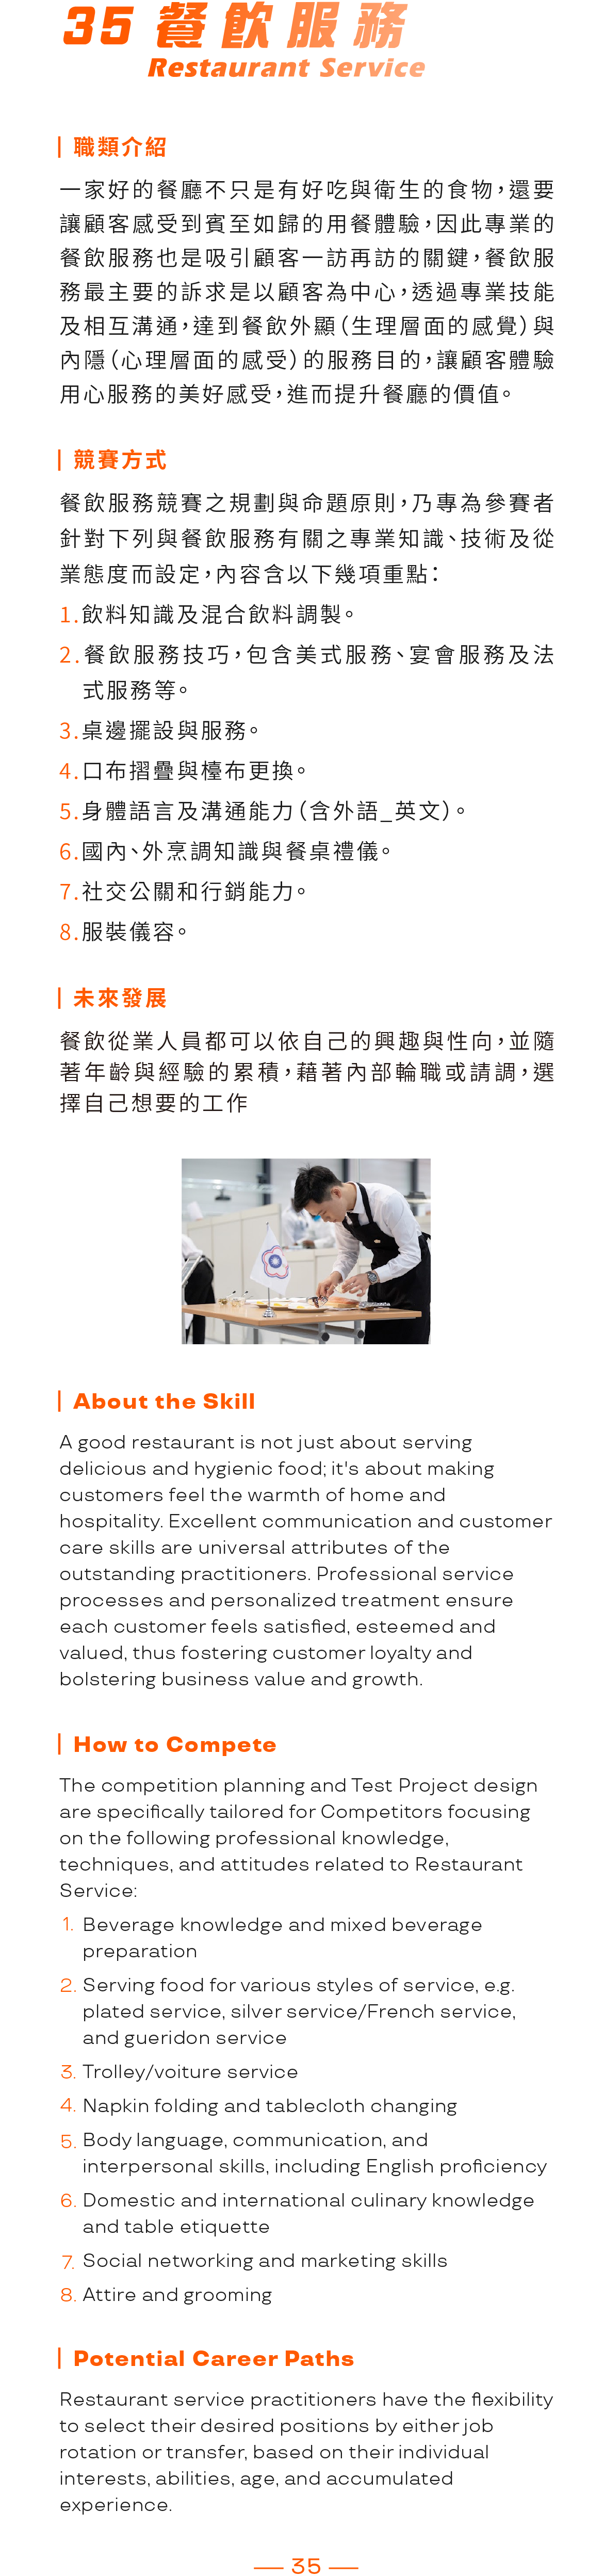 35 餐飲服務
Restaurant Service
職類介紹
一家好的餐廳不只是有好吃與衛生的食物，還要
讓顧客感受到賓至如歸的用餐體驗，因此專業的
餐飲服務也是吸引顧客一訪再訪的關鍵，餐飲服
務最主要的訴求是以顧客為中心，透過專業技能
及相互溝通，達到餐飲外顯（生理層面的感覺）與
內隱（心理層面的感受）的服務目的，讓顧客體驗
用心服務的美好感受，進而提升餐廳的價值。
競賽方式
餐飲服務競賽之規劃與命題原則，乃專為參賽者
針對下列與餐飲服務有關之專業知識、技術及從
業態度而設定，內容含以下幾項重點：
1.飲料知識及混合飲料調製。
2.餐飲服務技巧，包含美式服務、宴會服務及法
式服務等。
3.桌邊擺設與服務。
4.口布摺疊與檯布更換。
5.身體語言及溝通能力（含外語_英文）。
6.國內、外烹調知識與餐桌禮儀。
7.社交公關和行銷能力。
8.服裝儀容。
未來發展
餐飲從業人員都可以依自己的興趣與性向，並隨
著年齡與經驗的累積，藉著內部輪職或請調，選
擇自己想要的工作
About the Skill
A good restaurant is not just about serving
delicious and hygienic food; it's about making
customers feel the warmth of home and
hospitality. Excellent communication and customer
care skills are universal attributes of the
outstanding practitioners. Professional service
processes and personalized treatment ensure
each customer feels satisfied, esteemed and
valued, thus fostering customer loyalty and
bolstering business value and growth.
How to Compete
The competition planning and Test Project design
are specifically tailored for Competitors focusing
on the following professional knowledge,
techniques, and attitudes related to Restaurant
Service:
1. Beverage knowledge and mixed beverage
preparation
2. Serving food for various styles of service, e.g.
plated service, silver service/French service,
and gueridon service
3. Trolley/voiture service
4. Napkin folding and tablecloth changing
5. Body language, communication, and
interpersonal skills, including English proficiency
6. Domestic and international culinary knowledge
and table etiquette
7. Social networking and marketing skills
8. Attire and grooming
Potential Career Paths
Restaurant service practitioners have the flexibility
to select their desired positions by either job
rotation or transfer, based on their individual
interests, abilities, age, and accumulated
experience.
— 35 —